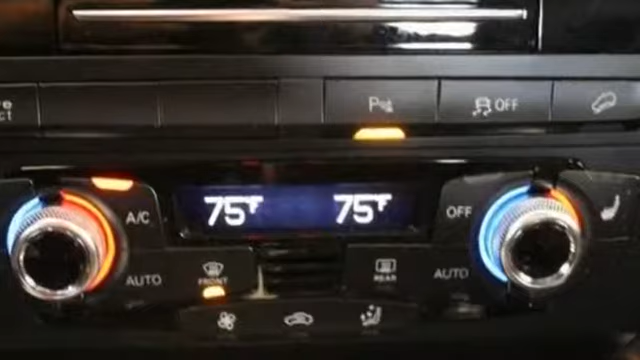 P OFF
75°F 75°F
A/C OFF
AUTO FRONT REAR AUTO